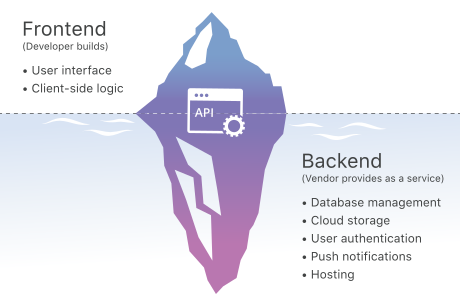 Frontend
(Developer builds)
• User interface
• Client-side logic
API
Backend
(Vendor provides as a service)
• Database management
• Cloud storage
• User authentication
• Push notifications
• Hosting